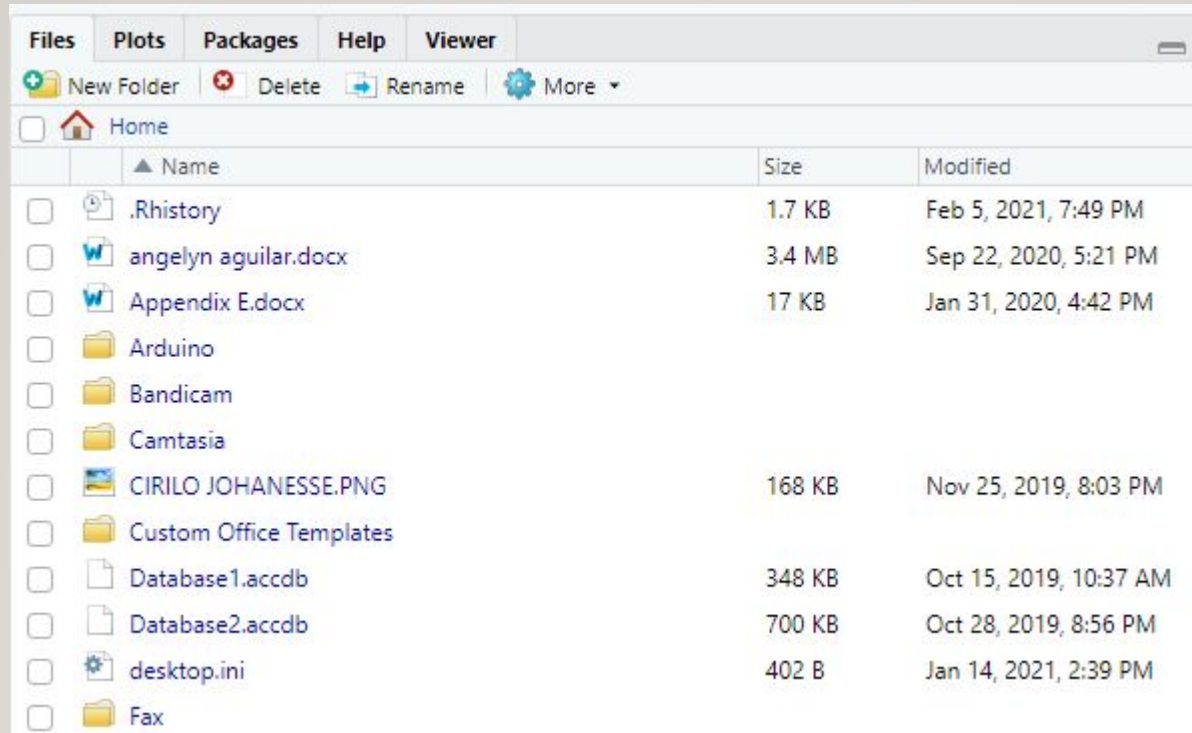 Files Plots Packages Help Viewer
New Folder Delete Rename More
Home
Name Size Modified
.Rhistory 1.7 KB Feb 5, 2021, 7:49 PM
angelyn aguilar.docx 3.4 MB Sep 22, 2020, 5:21 PM
Appendix E.docx 17 KB Jan 31, 2020, 4:42 PM
Arduino
Bandicam
Camtasia
CIRILO JOHANESSE.PNG 168 KB Nov 25, 2019, 8:03 PM
Custom Office Templates
Database1.accdb 348 KB Oct 15, 2019, 10:37 AM
Database2.accdb 700 KB Oct 28, 2019, 8:56 PM
desktop.ini 402 B Jan 14, 2021, 2:39 PM
Fax